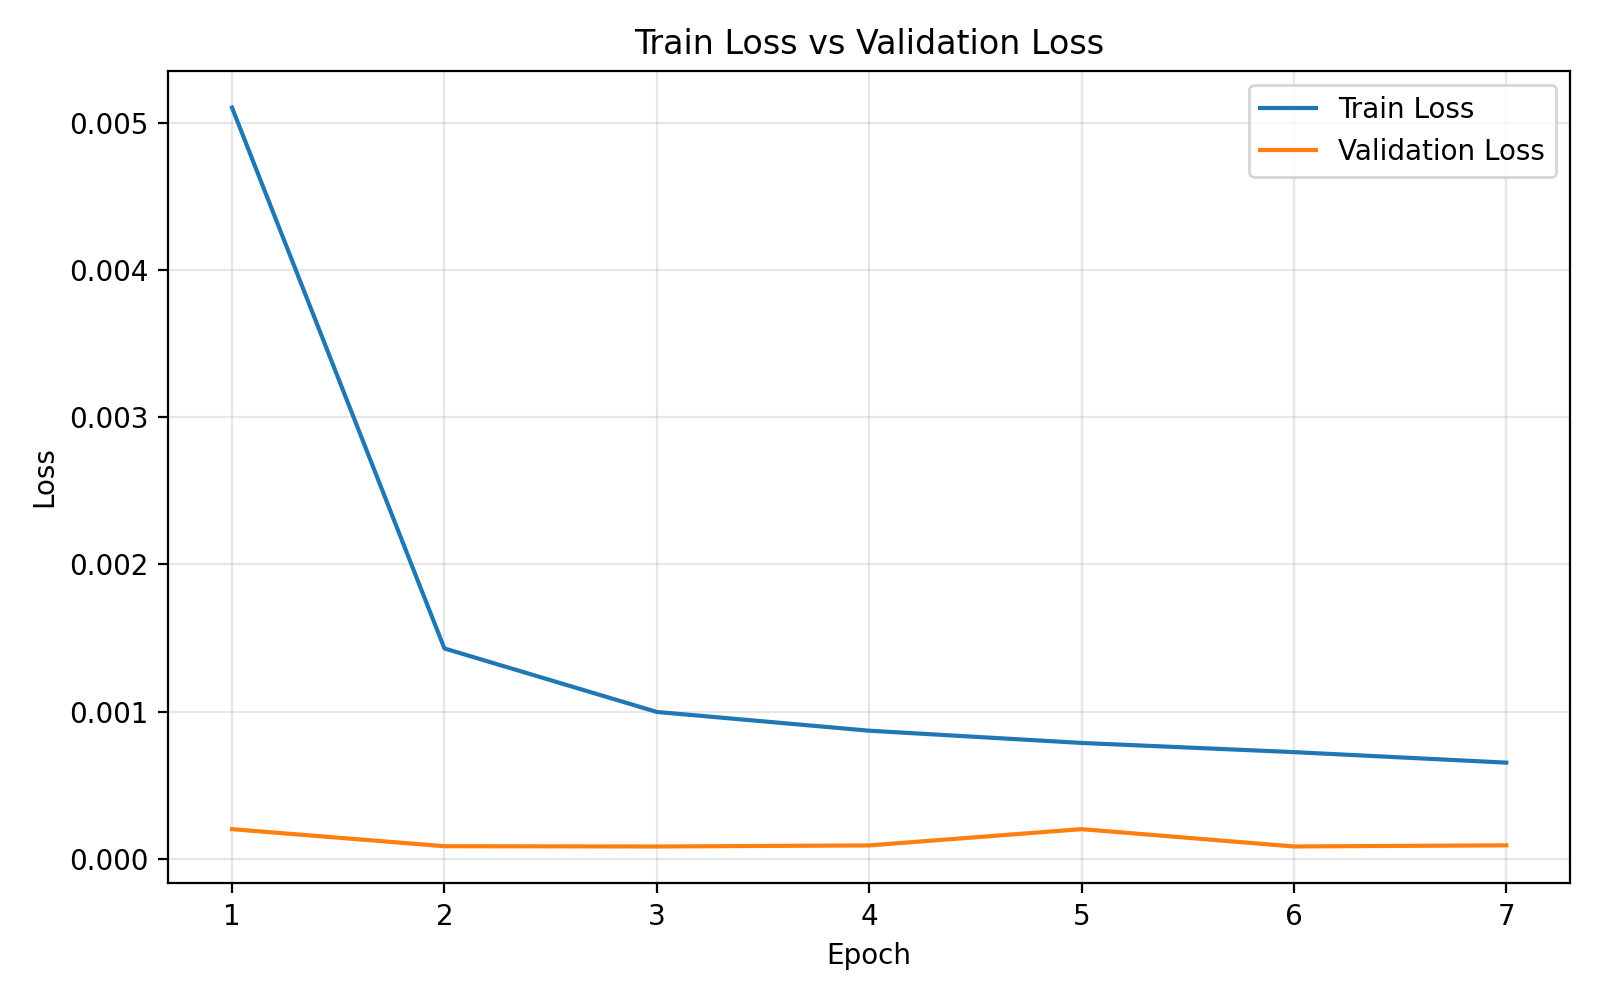 Train Loss vs Validation Loss
Train Loss
Validation Loss
0.005
0.004
0.003
0.002
0.001
0.000
Loss
1 2 3 4 5 6 7
Epoch